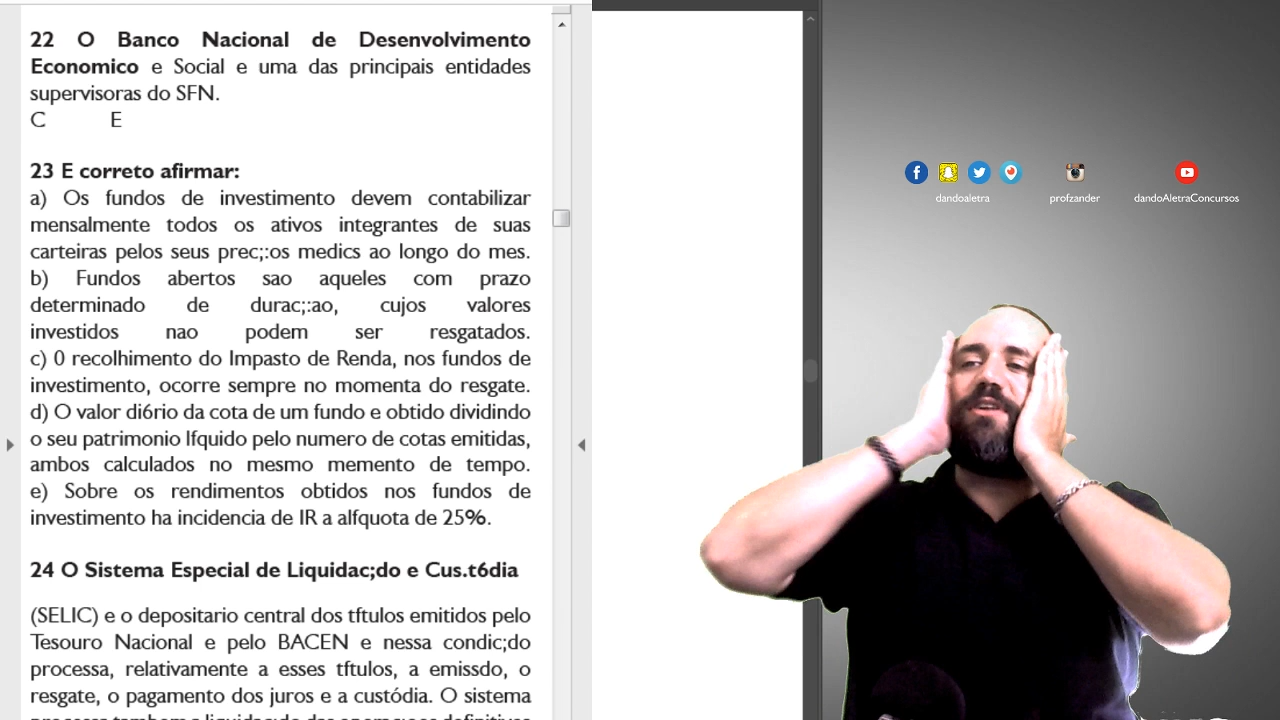 22 O Banco Nacional de Desenvolvimento
Economico e Social e uma das principais entidades
supervisoras do SFN.
C E
23 E correto afirmar:
a) Os fundos de investimento devem contabilizar
mensalmente todos os ativos integrantes de suas
carteiras pelos seus prec;:os medics ao longo do mes.
b) Fundos abertos sao aqueles com prazo
determinado de durac;:ao, cujos valores
investidos nao podem ser resgatados.
c) 0 recolhimento do Impasto de Renda, nos fundos de
investimento, ocorre sempre no momenta do resgate.
d) O valor di6rio da cota de um fundo e obtido dividindo
o seu patrimonio lfquido pelo numero de cotas emitidas,
ambos calculados no mesmo memento de tempo.
e) Sobre os rendimentos obtidos nos fundos de
investimento ha incidencia de IR a alfquota de 25%.
24 O Sistema Especial de Liquidac;do e Cus.t6dia
(SELIC) e o depositario central dos tftulos emitidos pelo
Tesouro Nacional e pelo BACEN e nessa condic;do
processa, relativamente a esses tftulos, a emissdo, o
resgate, o pagamento dos juros e a custódia. O sistema
dandoaletra
profzander
dandoAletraConcursos